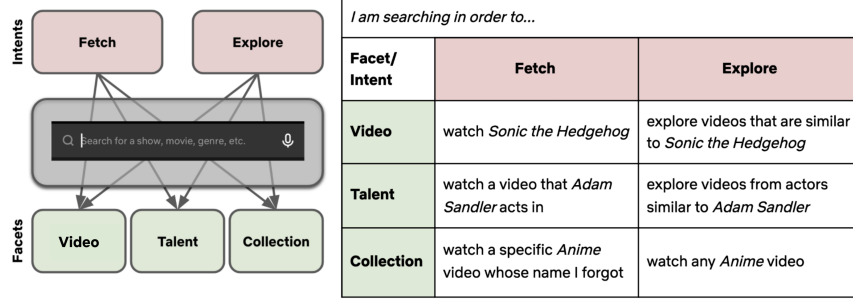 Intents
Fetch
Explore
Search for a show, movie, genre, etc.
Facets
Video
Talent
Collection
I am searching in order to...
Facet/
Intent
Fetch
Explore
Video
watch Sonic the Hedgehog
explore videos that are similar
to Sonic the Hedgehog
Talent
watch a video that Adam
Sandler acts in
explore videos from actors
similar to Adam Sandler
Collection
watch a specific Anime
video whose name I forgot
watch any Anime video